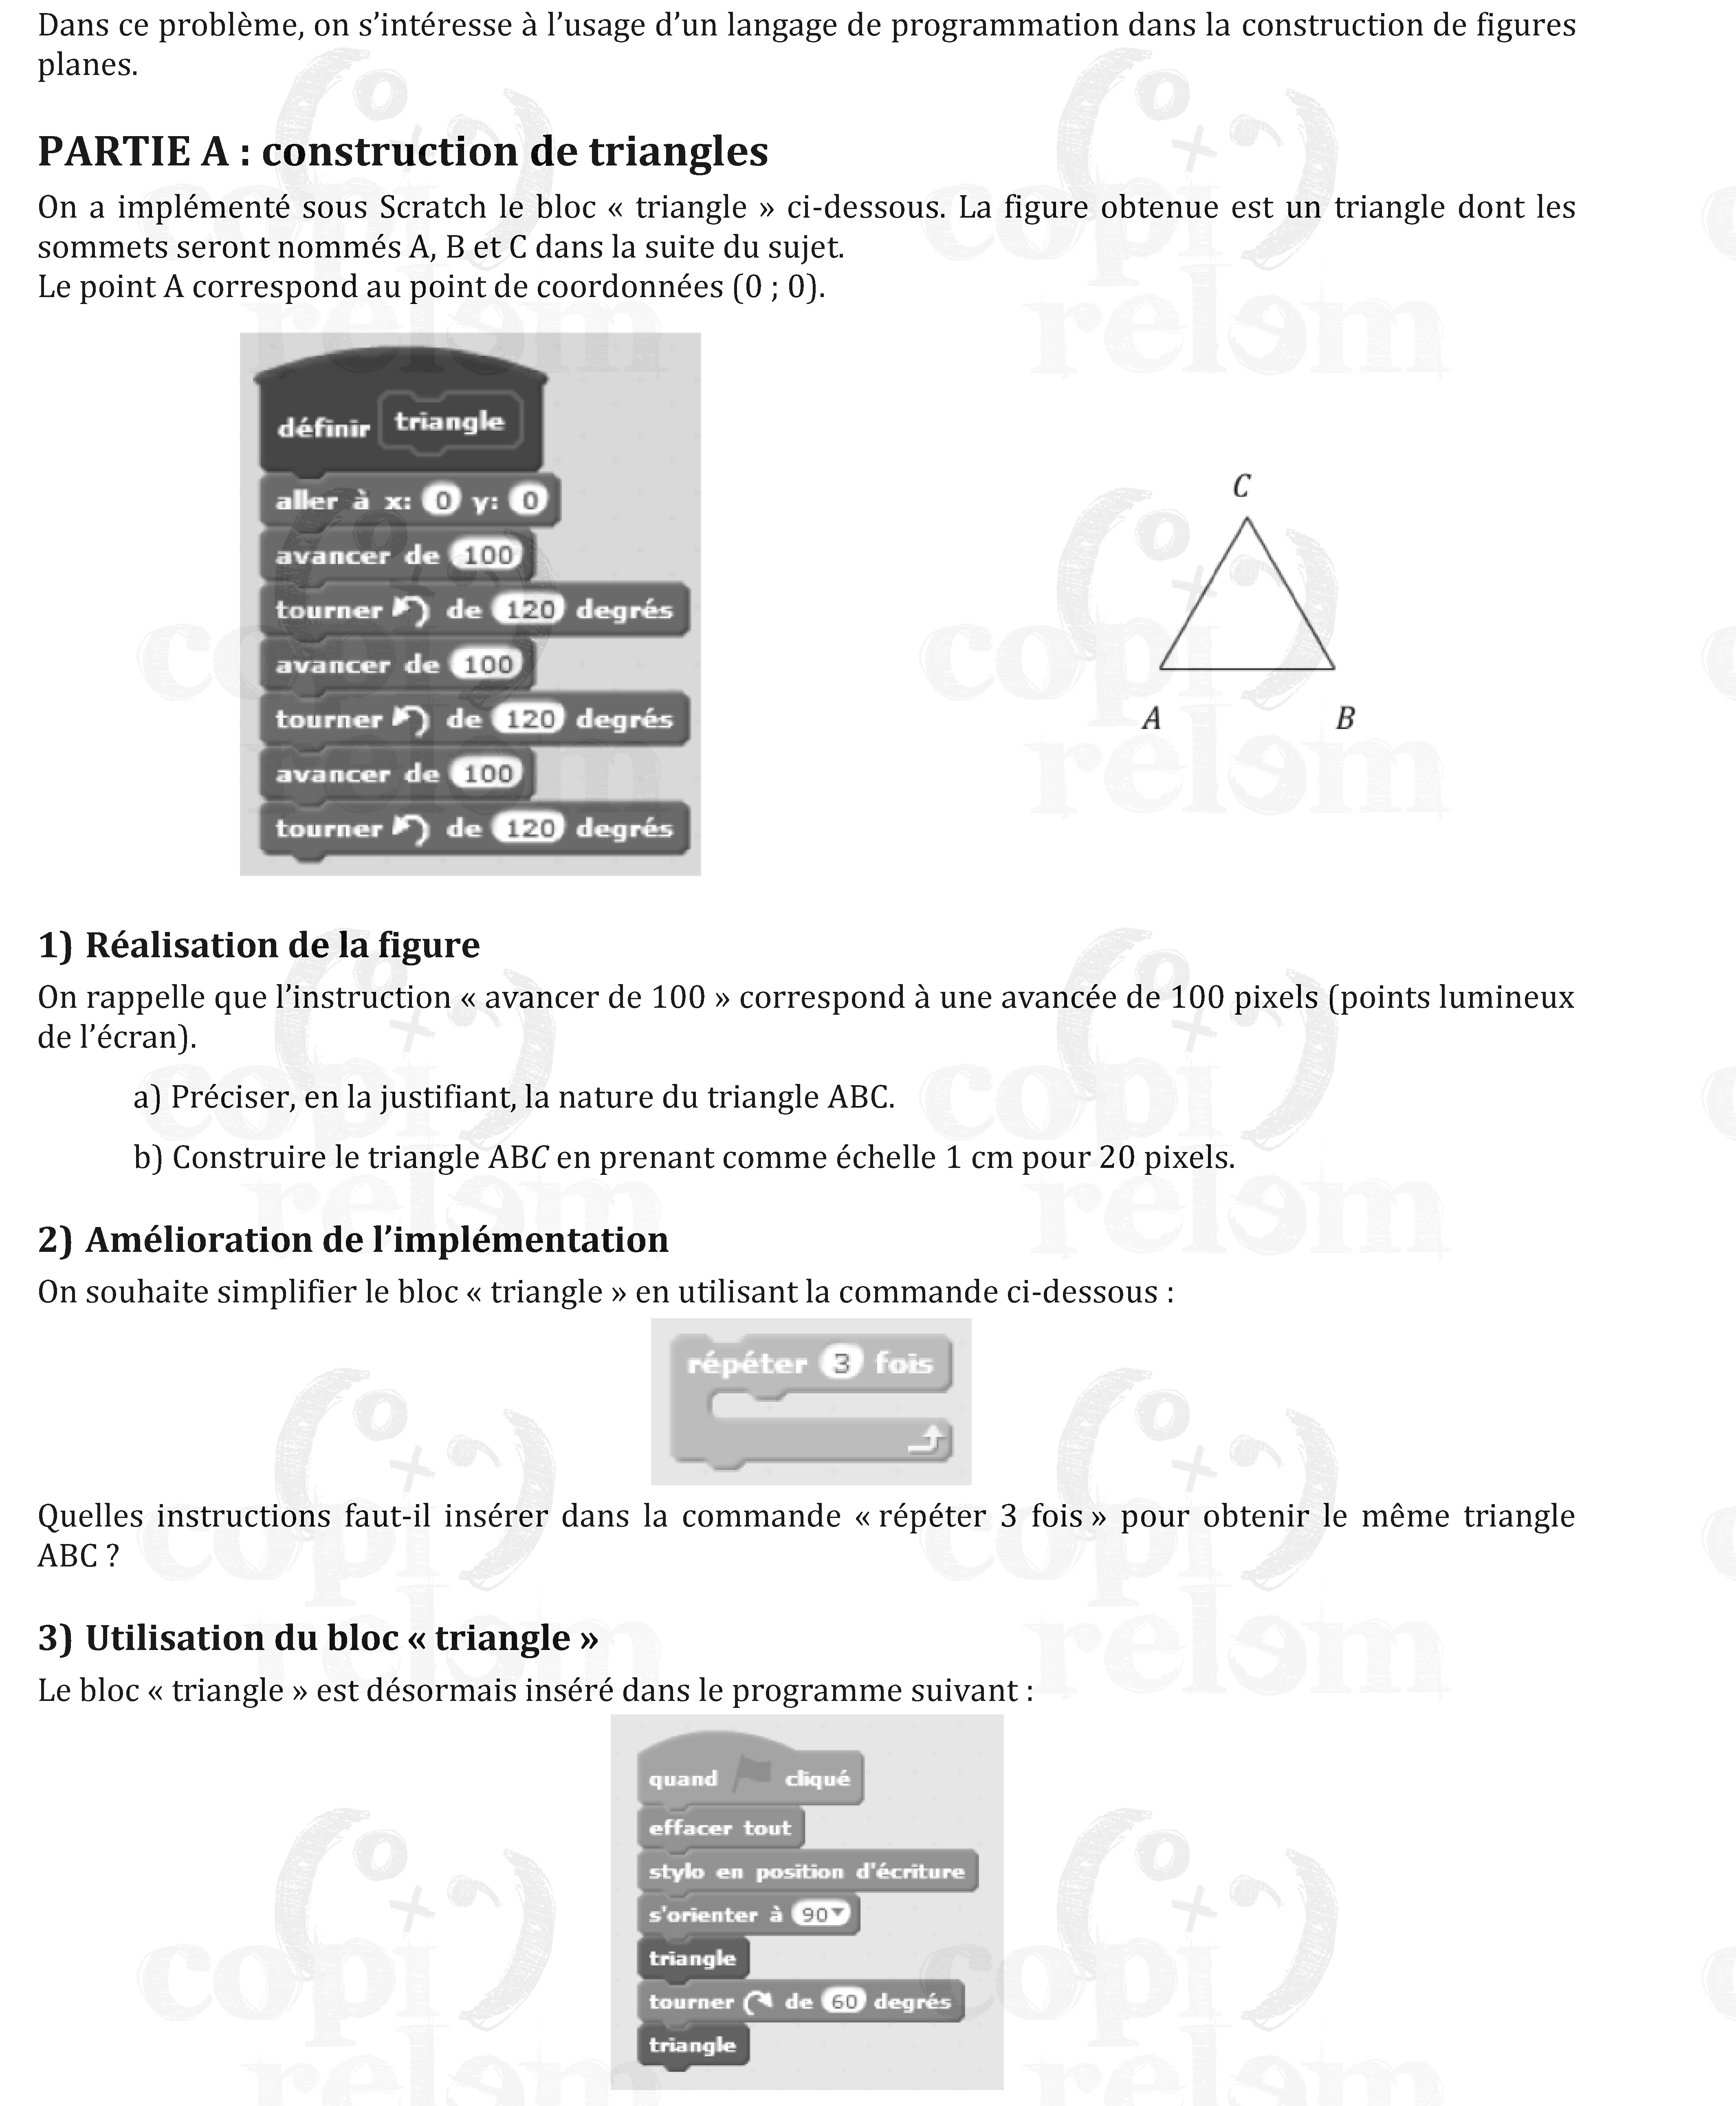 Dans ce problème, on s’intéresse à l’usage d’un langage de programmation dans la construction de figures
planes.
PARTIE A : construction de triangles
On a implémenté sous Scratch le bloc « triangle » ci-dessous. La figure obtenue est un triangle dont les
sommets seront nommés A, B et C dans la suite du sujet.
Le point A correspond au point de coordonnées (0 ; 0).
définir triangle
aller à x: 0 y: 0
avancer de 100
tourner de 120 degrés
avancer de 100
tourner de 120 degrés
avancer de 100
tourner de 120 degrés
C
A B
1) Réalisation de la figure
On rappelle que l’instruction « avancer de 100 » correspond à une avancée de 100 pixels (points lumineux
de l’écran).
a) Préciser, en la justifiant, la nature du triangle ABC.
b) Construire le triangle ABC en prenant comme échelle 1 cm pour 20 pixels.
2) Amélioration de l’implémentation
On souhaite simplifier le bloc « triangle » en utilisant la commande ci-dessous :
répéter 3 fois
Quelles instructions faut-il insérer dans la commande « répéter 3 fois » pour obtenir le même triangle
ABC ?
3) Utilisation du bloc « triangle »
Le bloc « triangle » est désormais inséré dans le programme suivant :
quand cliqué
effacer tout
stylo en position d'écriture
s'orienter à 90
triangle
tourner de 60 degrés
triangle
copi
relem